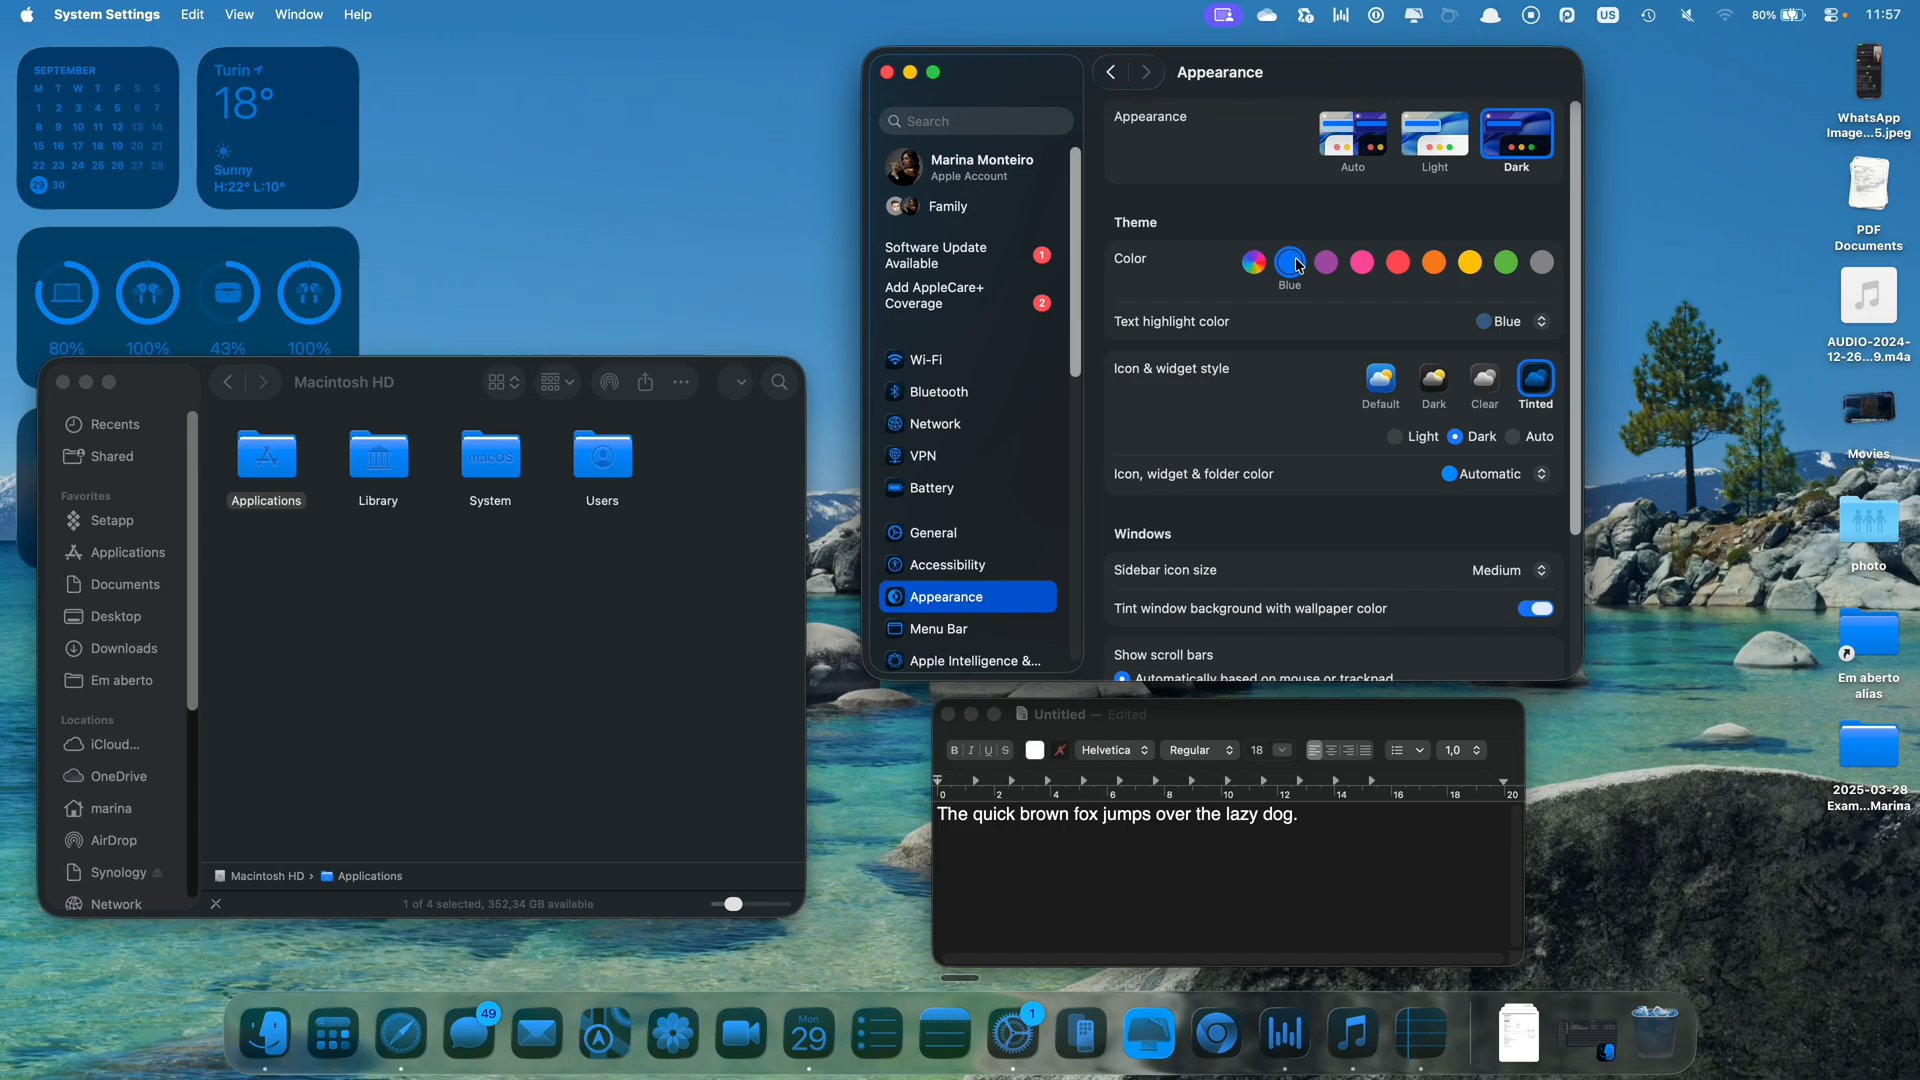 System Settings Edit View Window Help
US 80% 11:57
SEPTEMBER
M T W T F S S
1 2 3 4 5 6 7
8 9 10 11 12 13 14
15 16 17 18 19 20 21
22 23 24 25 26 27 28
29 30
Turin
18°
Sunny
H:22° L:10°
80% 100% 43% 100%
Macintosh HD
Recents
Shared
Favorites
Setapp
Applications
Documents
Desktop
Downloads
Em aberto
Locations
iCloud...
OneDrive
marina
AirDrop
Synology
Network
macOS
Applications Library System Users
Macintosh HD › Applications
1 of 4 selected, 352,34 GB available
Search
Marina Monteiro
Apple Account
Family
Software Update
Available
1
Add AppleCare+
Coverage
2
Wi-Fi
Bluetooth
Network
VPN
Battery
General
Accessibility
Appearance
Menu Bar
Apple Intelligence &...
Appearance
Appearance
Auto Light Dark
Theme
Color
Blue
Text highlight color Blue
Icon & widget style
Default Dark Clear Tinted
Light Dark Auto
Icon, widget & folder color Automatic
Windows
Sidebar icon size Medium
Tint window background with wallpaper color
Show scroll bars
Automatically based on mouse or trackpad
Untitled — Edited
B I U S Helvetica Regular 18 1,0
0 2 4 6 8 10 12 14 16 18 20
The quick brown fox jumps over the lazy dog.
WhatsApp
Image...5.jpeg
PDF
Documents
AUDIO-2024-
12-26...9.m4a
Movies
photo
Em aberto
alias
2025-03-28
Exam...Marina
49
Mon
29
1